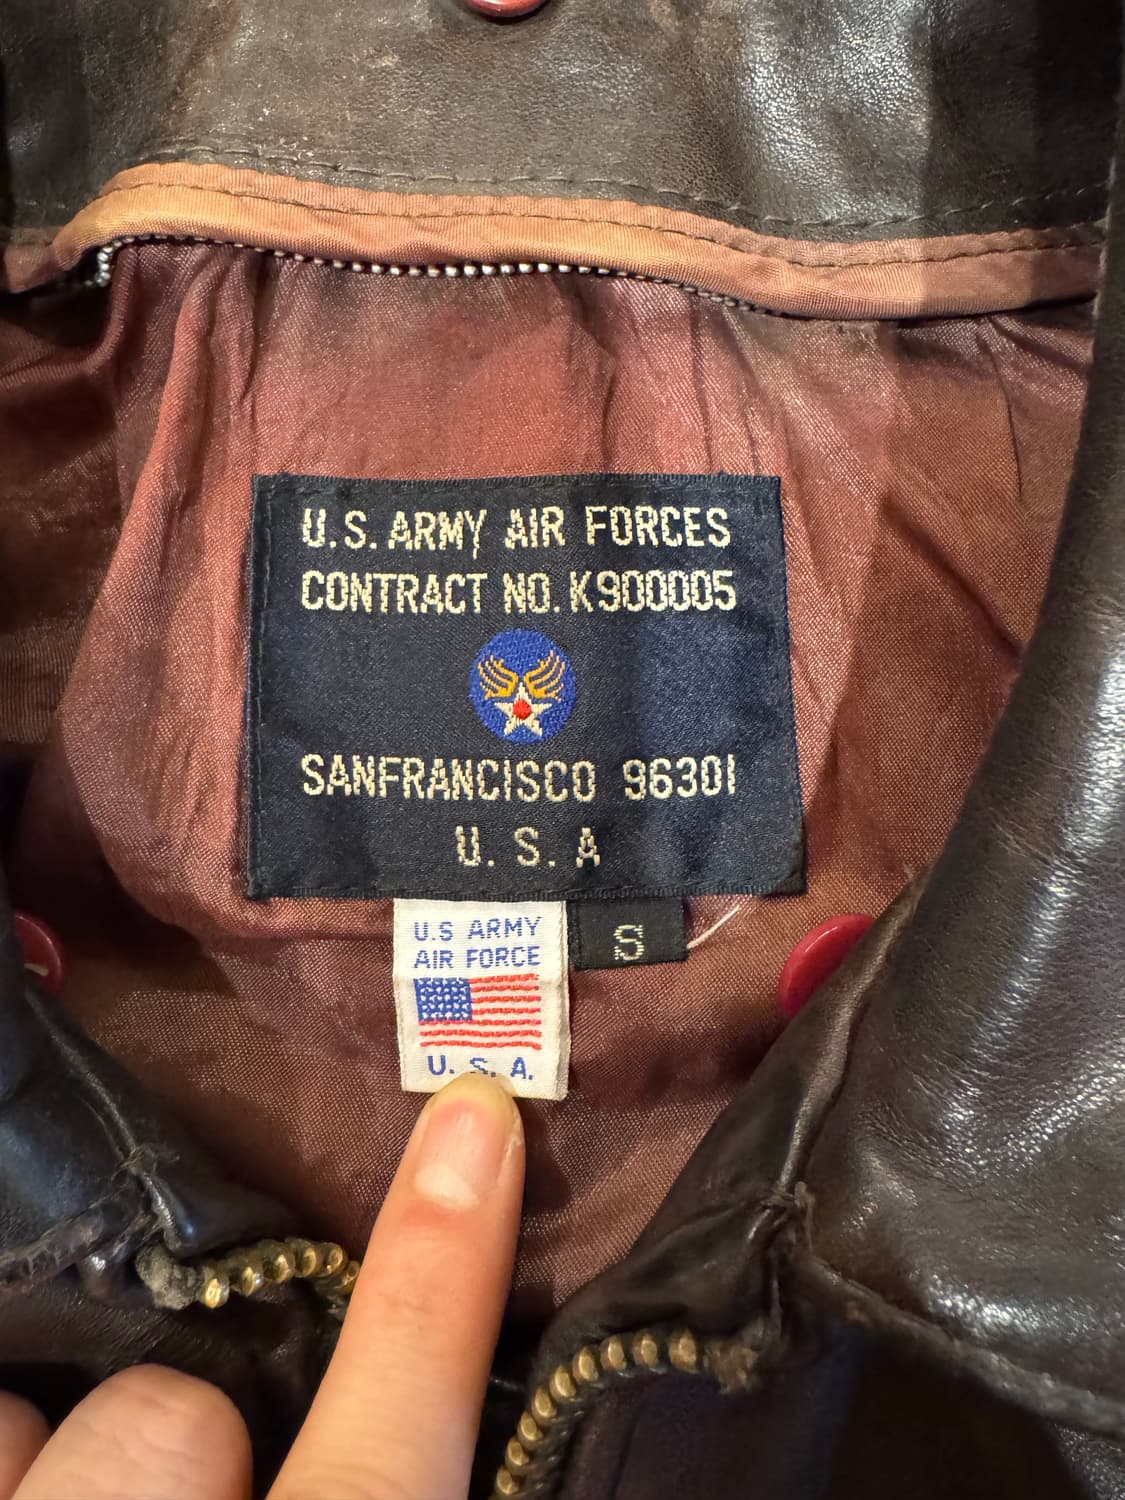 U.S. ARMY AIR FORCES
CONTRACT NO. K900005
SANFRANCISCO 96301
U. S. A
U.S ARMY
AIR FORCE
U. S. A.
S